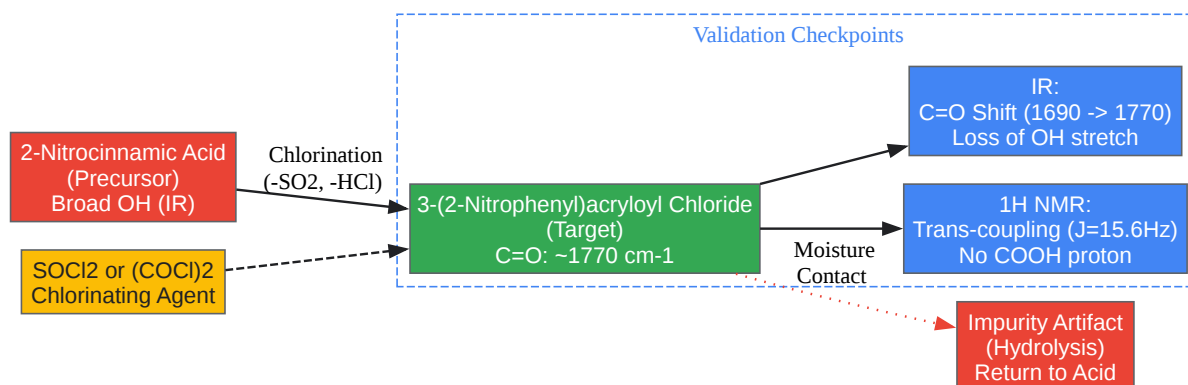 Validation Checkpoints
2-Nitrocinnamic Acid
(Precursor)
Broad OH (IR)
SOCl2 or (COCl)2
Chlorinating Agent
Chlorination
(-SO2, -HCl)
3-(2-Nitrophenyl)acryloyl Chloride
(Target)
C=O: ~1770 cm-1
IR:
C=O Shift (1690 -> 1770)
Loss of OH stretch
1H NMR:
Trans-coupling (J=15.6Hz)
No COOH proton
Moisture
Contact
Impurity Artifact
(Hydrolysis)
Return to Acid